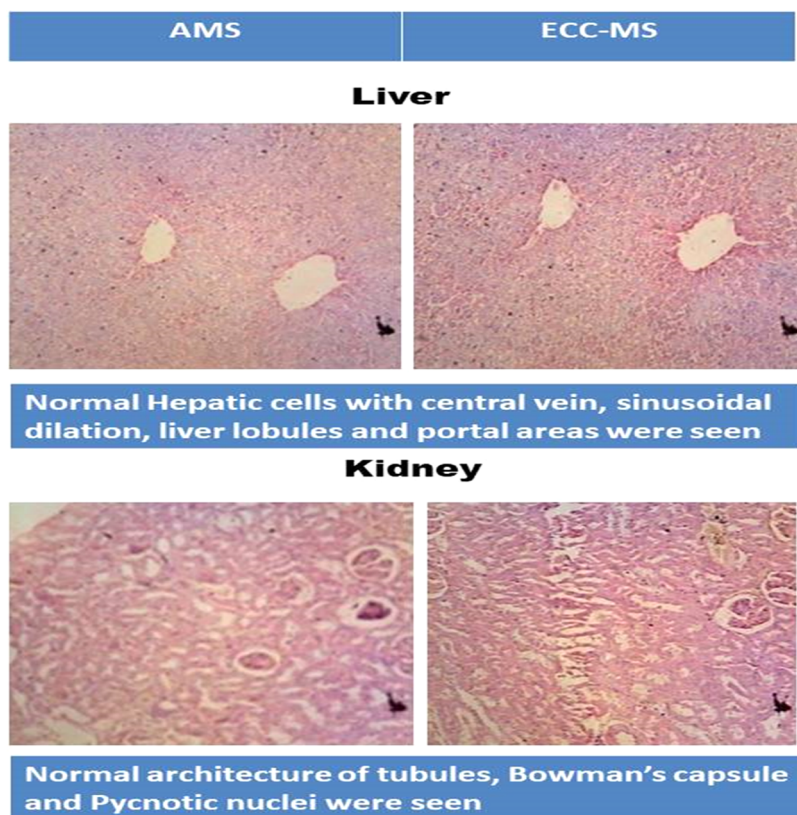 AMS
ECC-MS
Liver
Normal Hepatic cells with central vein, sinusoidal
dilation, liver lobules and portal areas were seen
Kidney
Normal architecture of tubules, Bowman's capsule
and Pycnotic nuclei were seen